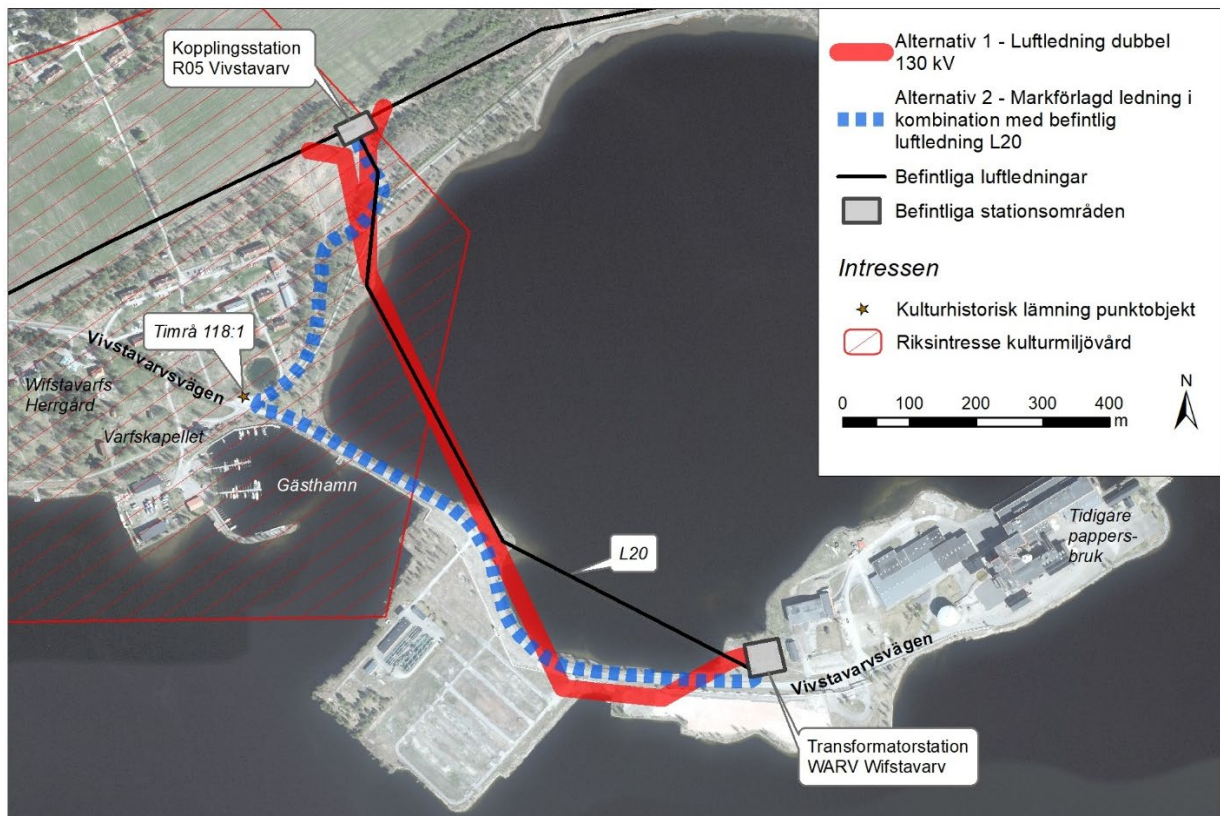 Kopplingsstation
R05 Vivstavarv
Alternativ 1 - Luftledning dubbel
130 kV
Alternativ 2 - Markförlagd ledning i
kombination med befintlig
luftledning L20
Befintliga luftledningar
Befintliga stationsområden
Intressen
Kulturhistorisk lämning punktobjekt
Riksintresse kulturmiljövård
N
0 100 200 300 400
m
Timrå 118:1
Vivstavarvsvägen
Wifstavarfs
Herrgård
Varfskapellet
Gästhamn
L20
Tidigare
pappers-
bruk
Vivstavarvsvägen
Transformatorstation
WARV Wifstavarv